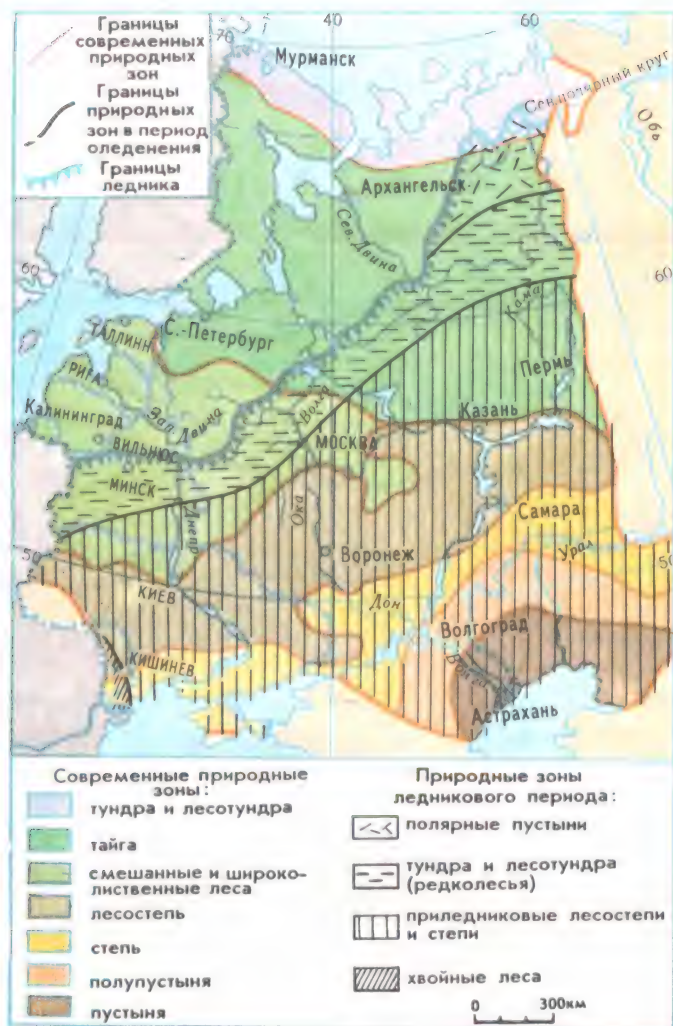 Границы
современных
природных
зон
Границы
природных
зон в период
оледенения
Границы
ледника
70
40
60
Мурманск
Сев.полярный круг
Обь
Архангельск
Сев. Двина
60
60
ТАЛЛИНН
С.-Петербург
Кама
Пермь
РИГА
Зап. Двина
Волга
Казань
Калининград
ВИЛЬНЮС
МОСКВА
МИНСК
Днепр
Ока
Самара
50
Воронеж
Урал
50
КИЕВ
Дон
Волгоград
КИШИНЕВ
Волга
Астрахань
Современные природные
зоны:
тундра и лесотундра
тайга
смешанные и широко-
лиственные леса
лесостепь
степь
полупустыня
пустыня
Природные зоны
ледникового периода:
полярные пустыни
тундра и лесотундра
(редколесья)
приледниковые лесостепи
и степи
хвойные леса
0 300км